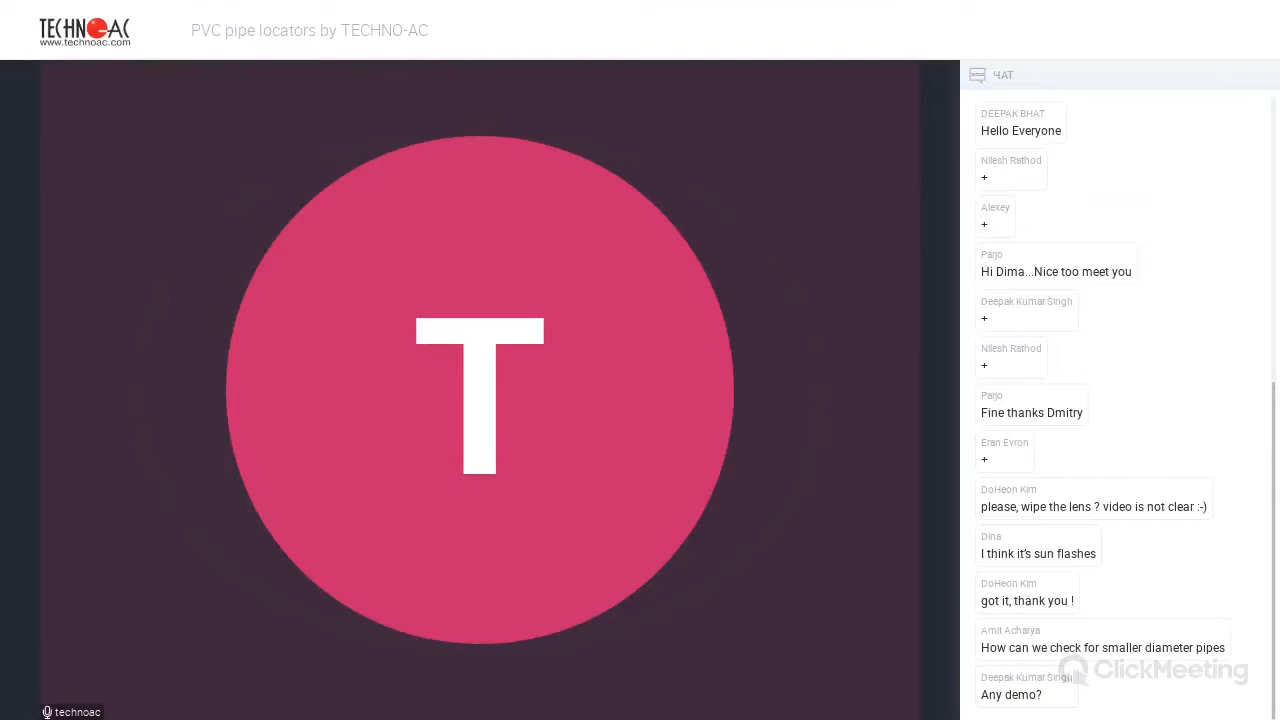 TECHNO-AC
www.technoac.com
PVC pipe locators by TECHNO-AC
T
technoac
ЧАТ
DEEPAK BHAT
Hello Everyone
Nilesh Rathod
+
Alexey
+
Parjo
Hi Dima...Nice too meet you
Deepak Kumar Singh
+
Nilesh Rathod
+
Parjo
Fine thanks Dmitry
Eran Evron
+
DoHeon Kim
please, wipe the lens ? video is not clear :-)
Dina
I think it's sun flashes
DoHeon Kim
got it, thank you !
Amit Acharya
How can we check for smaller diameter pipes
Deepak Kumar Singh
Any demo?
ClickMeeting